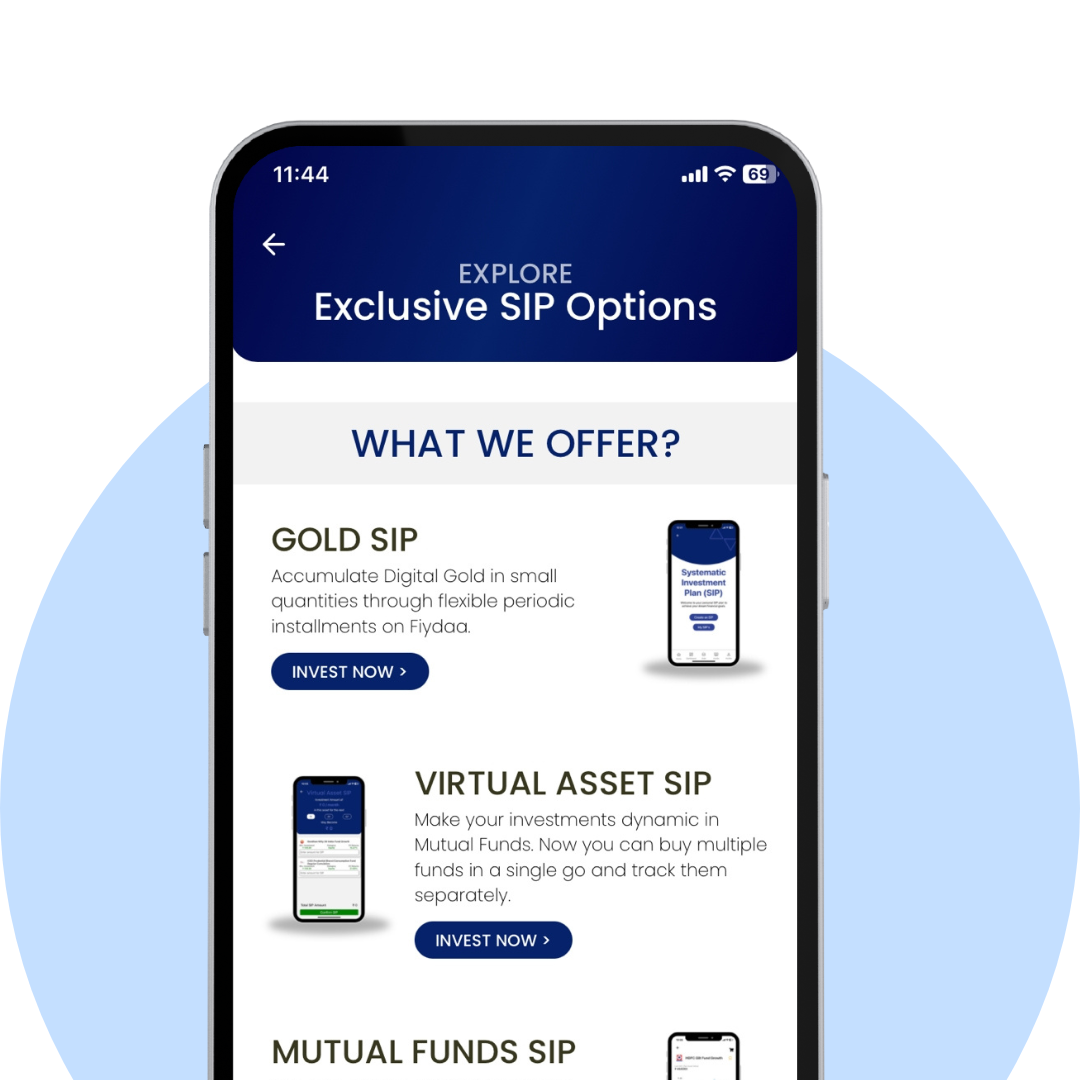 11:44
69
EXPLORE
Exclusive SIP Options
WHAT WE OFFER?
GOLD SIP
Accumulate Digital Gold in small
quantities through flexible periodic
installments on Fiydaa.
INVEST NOW >
Systematic
Investment
Plan (SIP)
VIRTUAL ASSET SIP
Make your investments dynamic in
Mutual Funds. Now you can buy multiple
funds in a single go and track them
separately.
INVEST NOW >
Virtual Asset SIP
MUTUAL FUNDS SIP